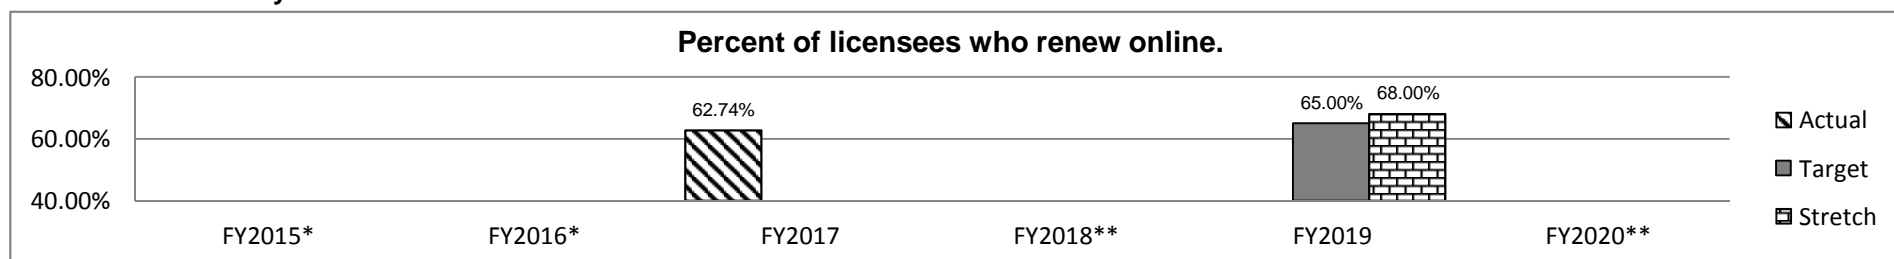 Percent of licensees who renew online.
80.00%
60.00%
40.00%
62.74%
65.00%
68.00%
FY2015*
FY2016*
FY2017
FY2018**
FY2019
FY2020**
Actual
Target
Stretch